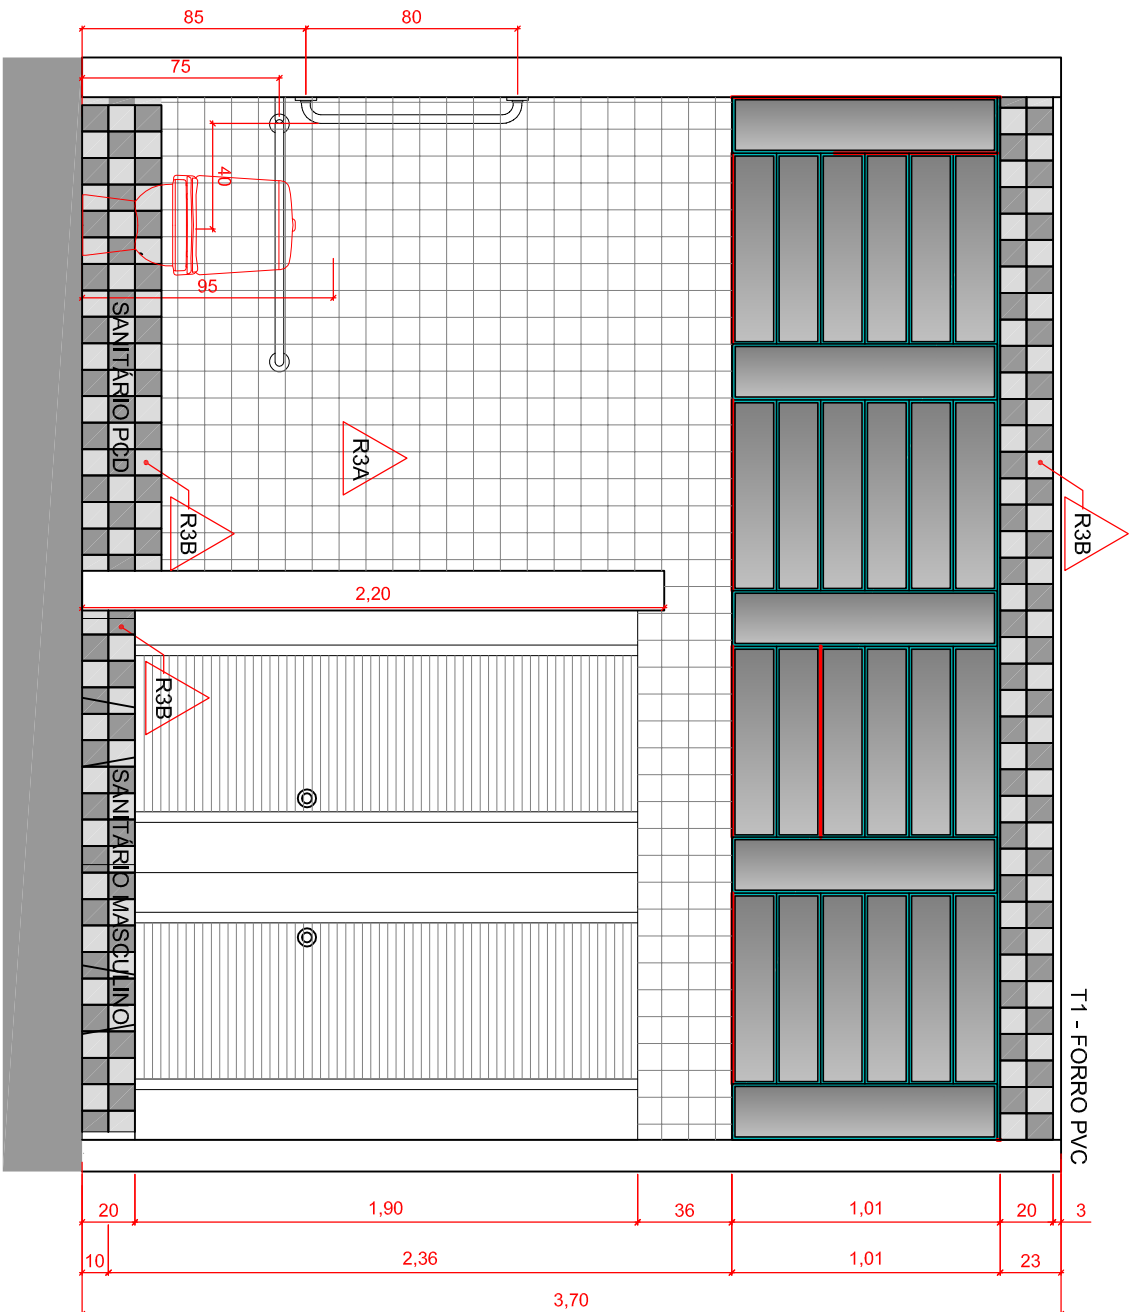 85
80
75
40
95
SANITÁRIO PCD
R3A
R3B
R3B
2,20
R3B
SANITÁRIO MASCULINO
T1 - FORRO PVC
20
1,90
36
1,01
20
3
10
2,36
1,01
23
3,70